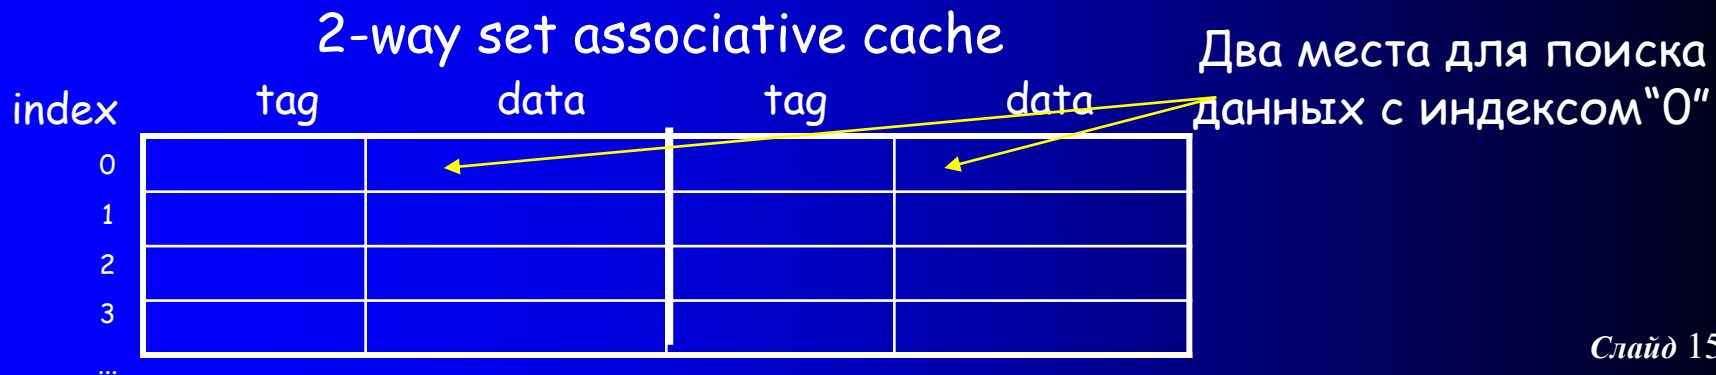 2-way set associative cache
Два места для поиска
данных с индексом“0”
index tag data tag data
0
1
2
3
...
Слайд 15